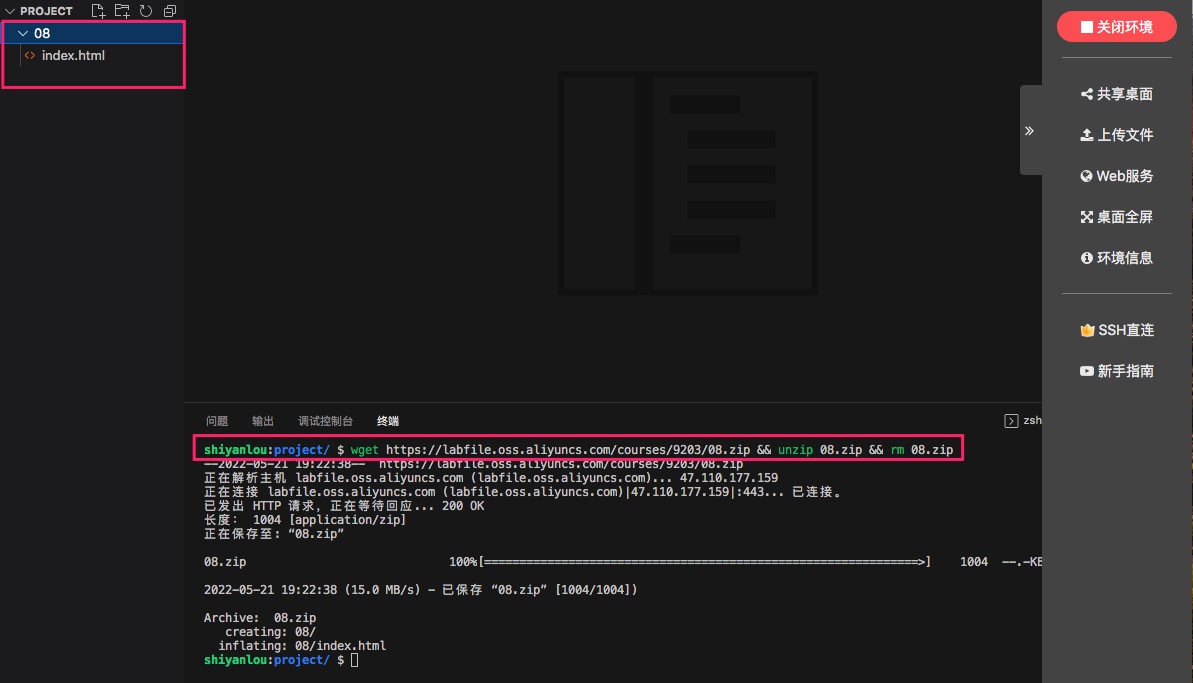 PROJECT
08
<> index.html
问题 输出 调试控制台 终端
zsh
shiyanlou:project/ $ wget https://labfile.oss.aliyuncs.com/courses/9203/08.zip && unzip 08.zip && rm 08.zip
--2022-05-21 19:22:38-- https://labfile.oss.aliyuncs.com/courses/9203/08.zip
正在解析主机 labfile.oss.aliyuncs.com (labfile.oss.aliyuncs.com)... 47.110.177.159
正在连接 labfile.oss.aliyuncs.com (labfile.oss.aliyuncs.com)|47.110.177.159|:443... 已连接。
已发出 HTTP 请求，正在等待回应... 200 OK
长度： 1004 [application/zip]
正在保存至: “08.zip”
08.zip 100%[==============================================================>] 1004 --.-KB
2022-05-21 19:22:38 (15.0 MB/s) - 已保存 “08.zip” [1004/1004])
Archive: 08.zip
creating: 08/
inflating: 08/index.html
shiyanlou:project/ $
关闭环境
共享桌面
上传文件
Web服务
桌面全屏
环境信息
SSH直连
新手指南